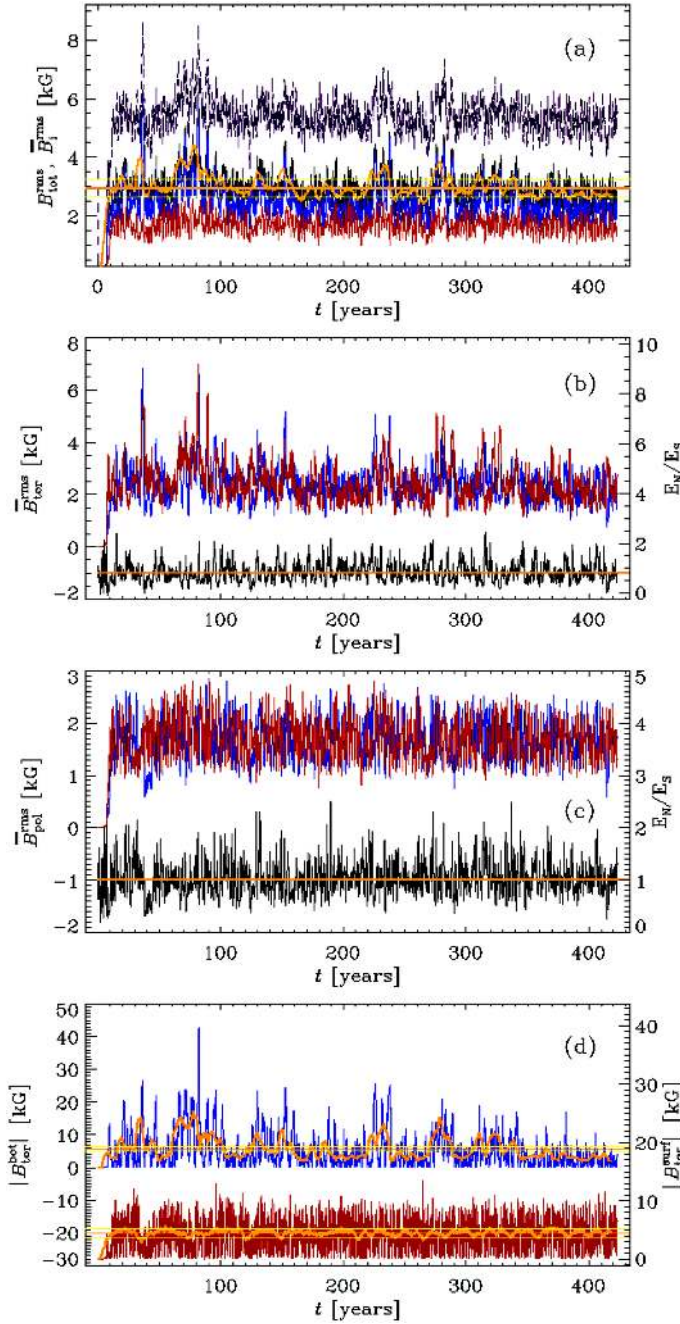 (a)
8
6
4
2
B^rms_tot , B̅^rms_i [kG]
0 100 200 300 400
t [years]
(b)
8
6
4
2
0
−2
B̅^rms_tor [kG]
10
8
6
4
2
0
E_N/E_S
100 200 300 400
t [years]
(c)
3
2
1
0
−1
−2
B̅^rms_pol [kG]
5
4
3
2
1
0
E_N/E_S
100 200 300 400
t [years]
(d)
50
40
30
20
10
0
−10
−20
−30
|B^bot_tor| [kG]
40
30
20
10
0
|B^surf_tor| [kG]
100 200 300 400
t [years]